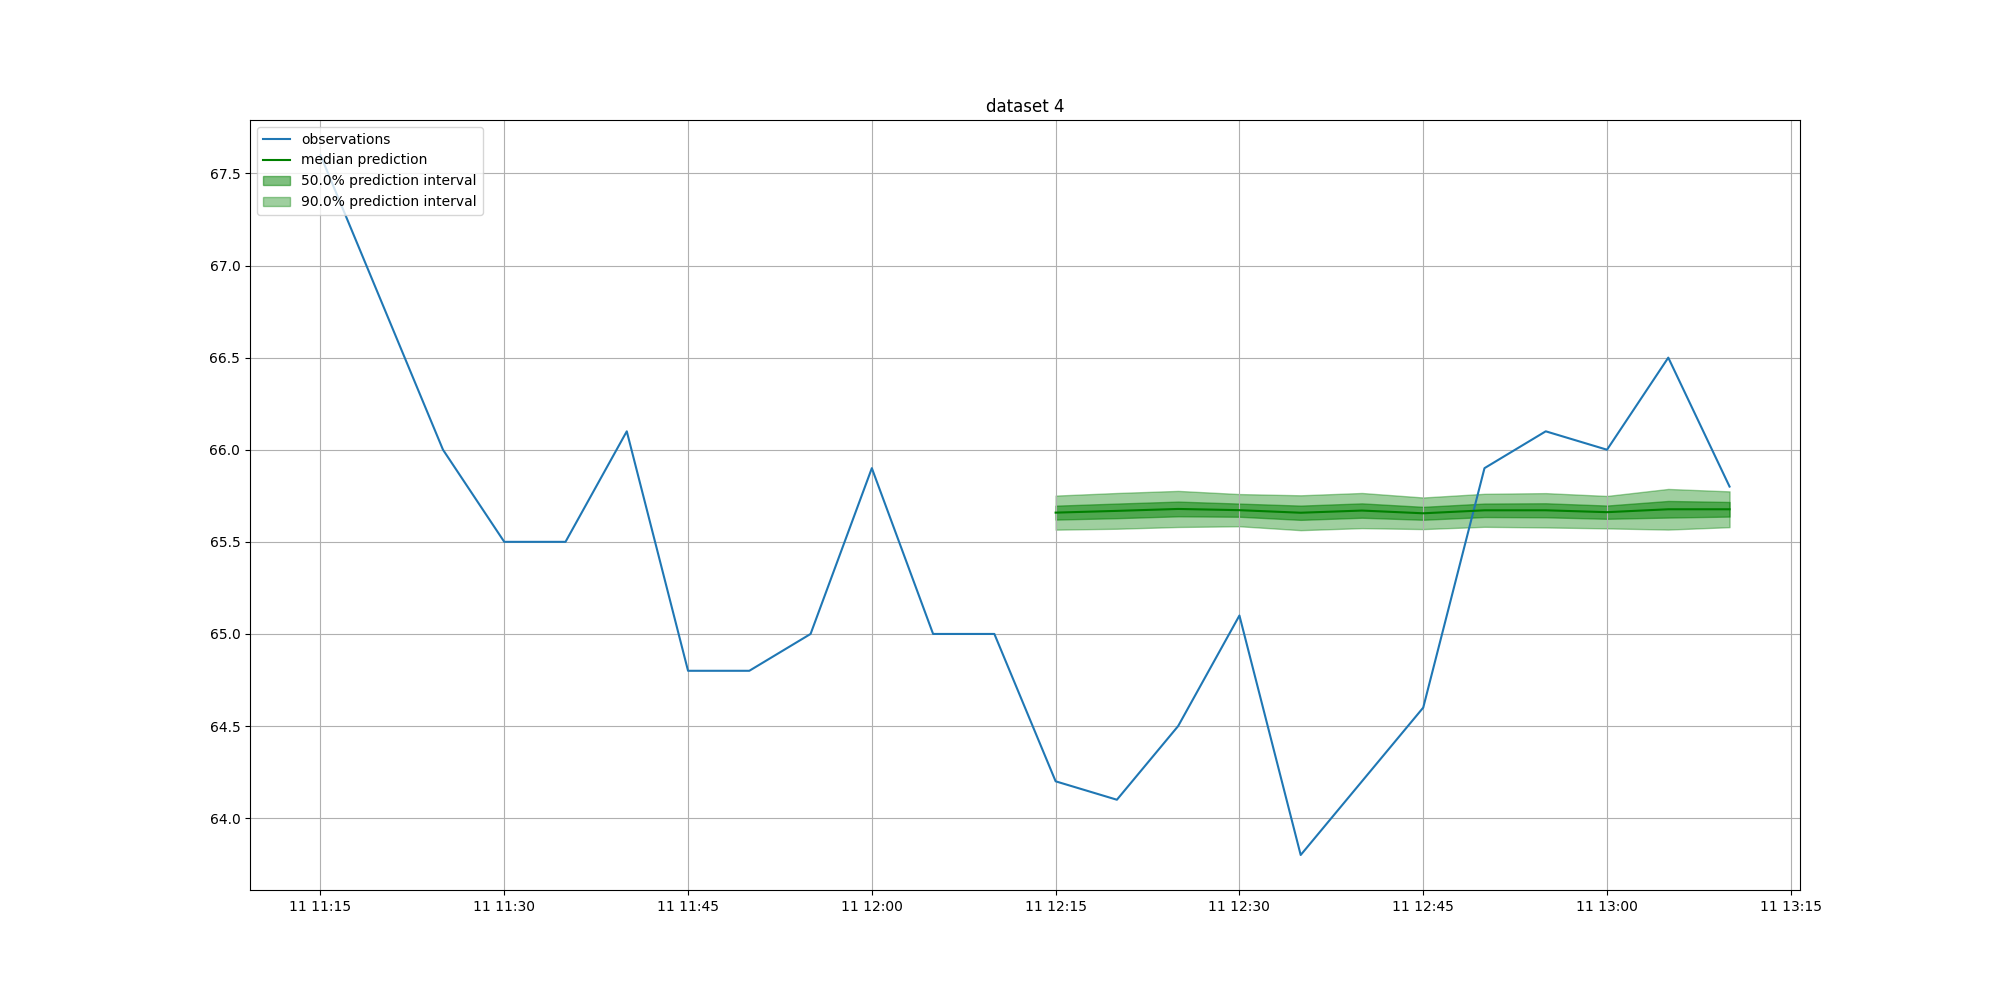 dataset 4
observations
median prediction
50.0% prediction interval
90.0% prediction interval
67.5
67.0
66.5
66.0
65.5
65.0
64.5
64.0
11 11:15 11 11:30 11 11:45 11 12:00 11 12:15 11 12:30 11 12:45 11 13:00 11 13:15